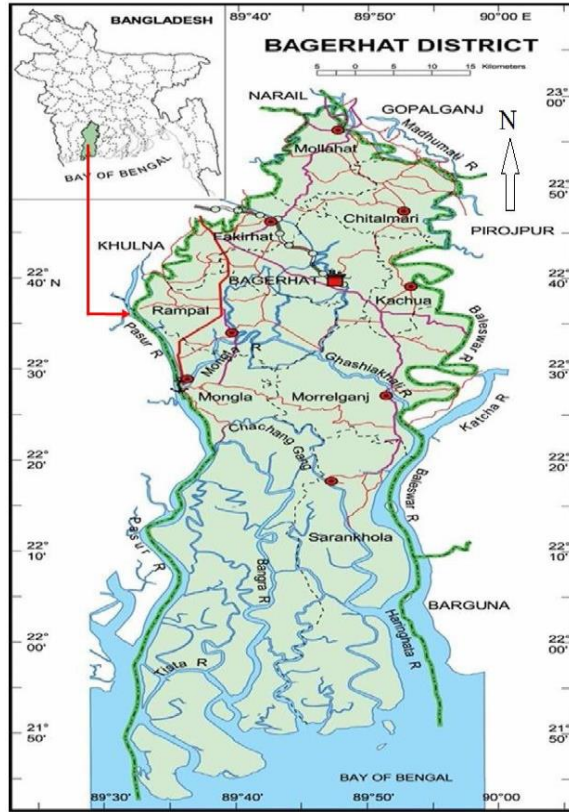 BANGLADESH
BAY OF BENGAL
89°40'
89°50'
90°00' E
BAGERHAT DISTRICT
5 0 5 10 15
Kilometers
23°
00'
NARAIL
GOPALGANJ
Madhumati R
N
Mollahat
22°
50'
Chitalmari
PIROJPUR
KHULNA
Fakirhat
22°
40' N
BAGERHAT
Kachua
22°
40'
Rampal
Pasur R
Baleswar R
Mongla R
Ghashiakhali R
22°
30'
22°
30'
Mongla
Morrelganj
Katcha R
Chachang Gang
22°
20'
22°
20'
Baleswar R
Sarankhola
Pasur R
22°
10'
22°
10'
Bangra R
BARGUNA
Haringhata R
22°
00'
22°
00'
Tista R
21°
50'
21°
50'
BAY OF BENGAL
89°30'
89°40'
89°50'
90°00'